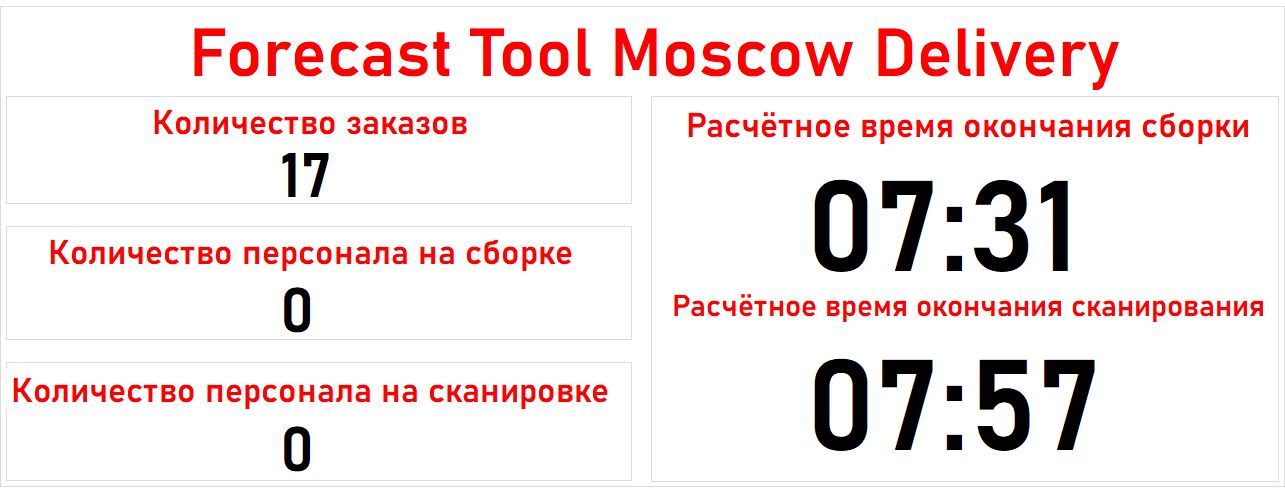 Forecast Tool Moscow Delivery
Количество заказов
17
Количество персонала на сборке
0
Количество персонала на сканировке
0
Расчётное время окончания сборки
07:31
Расчётное время окончания сканирования
07:57